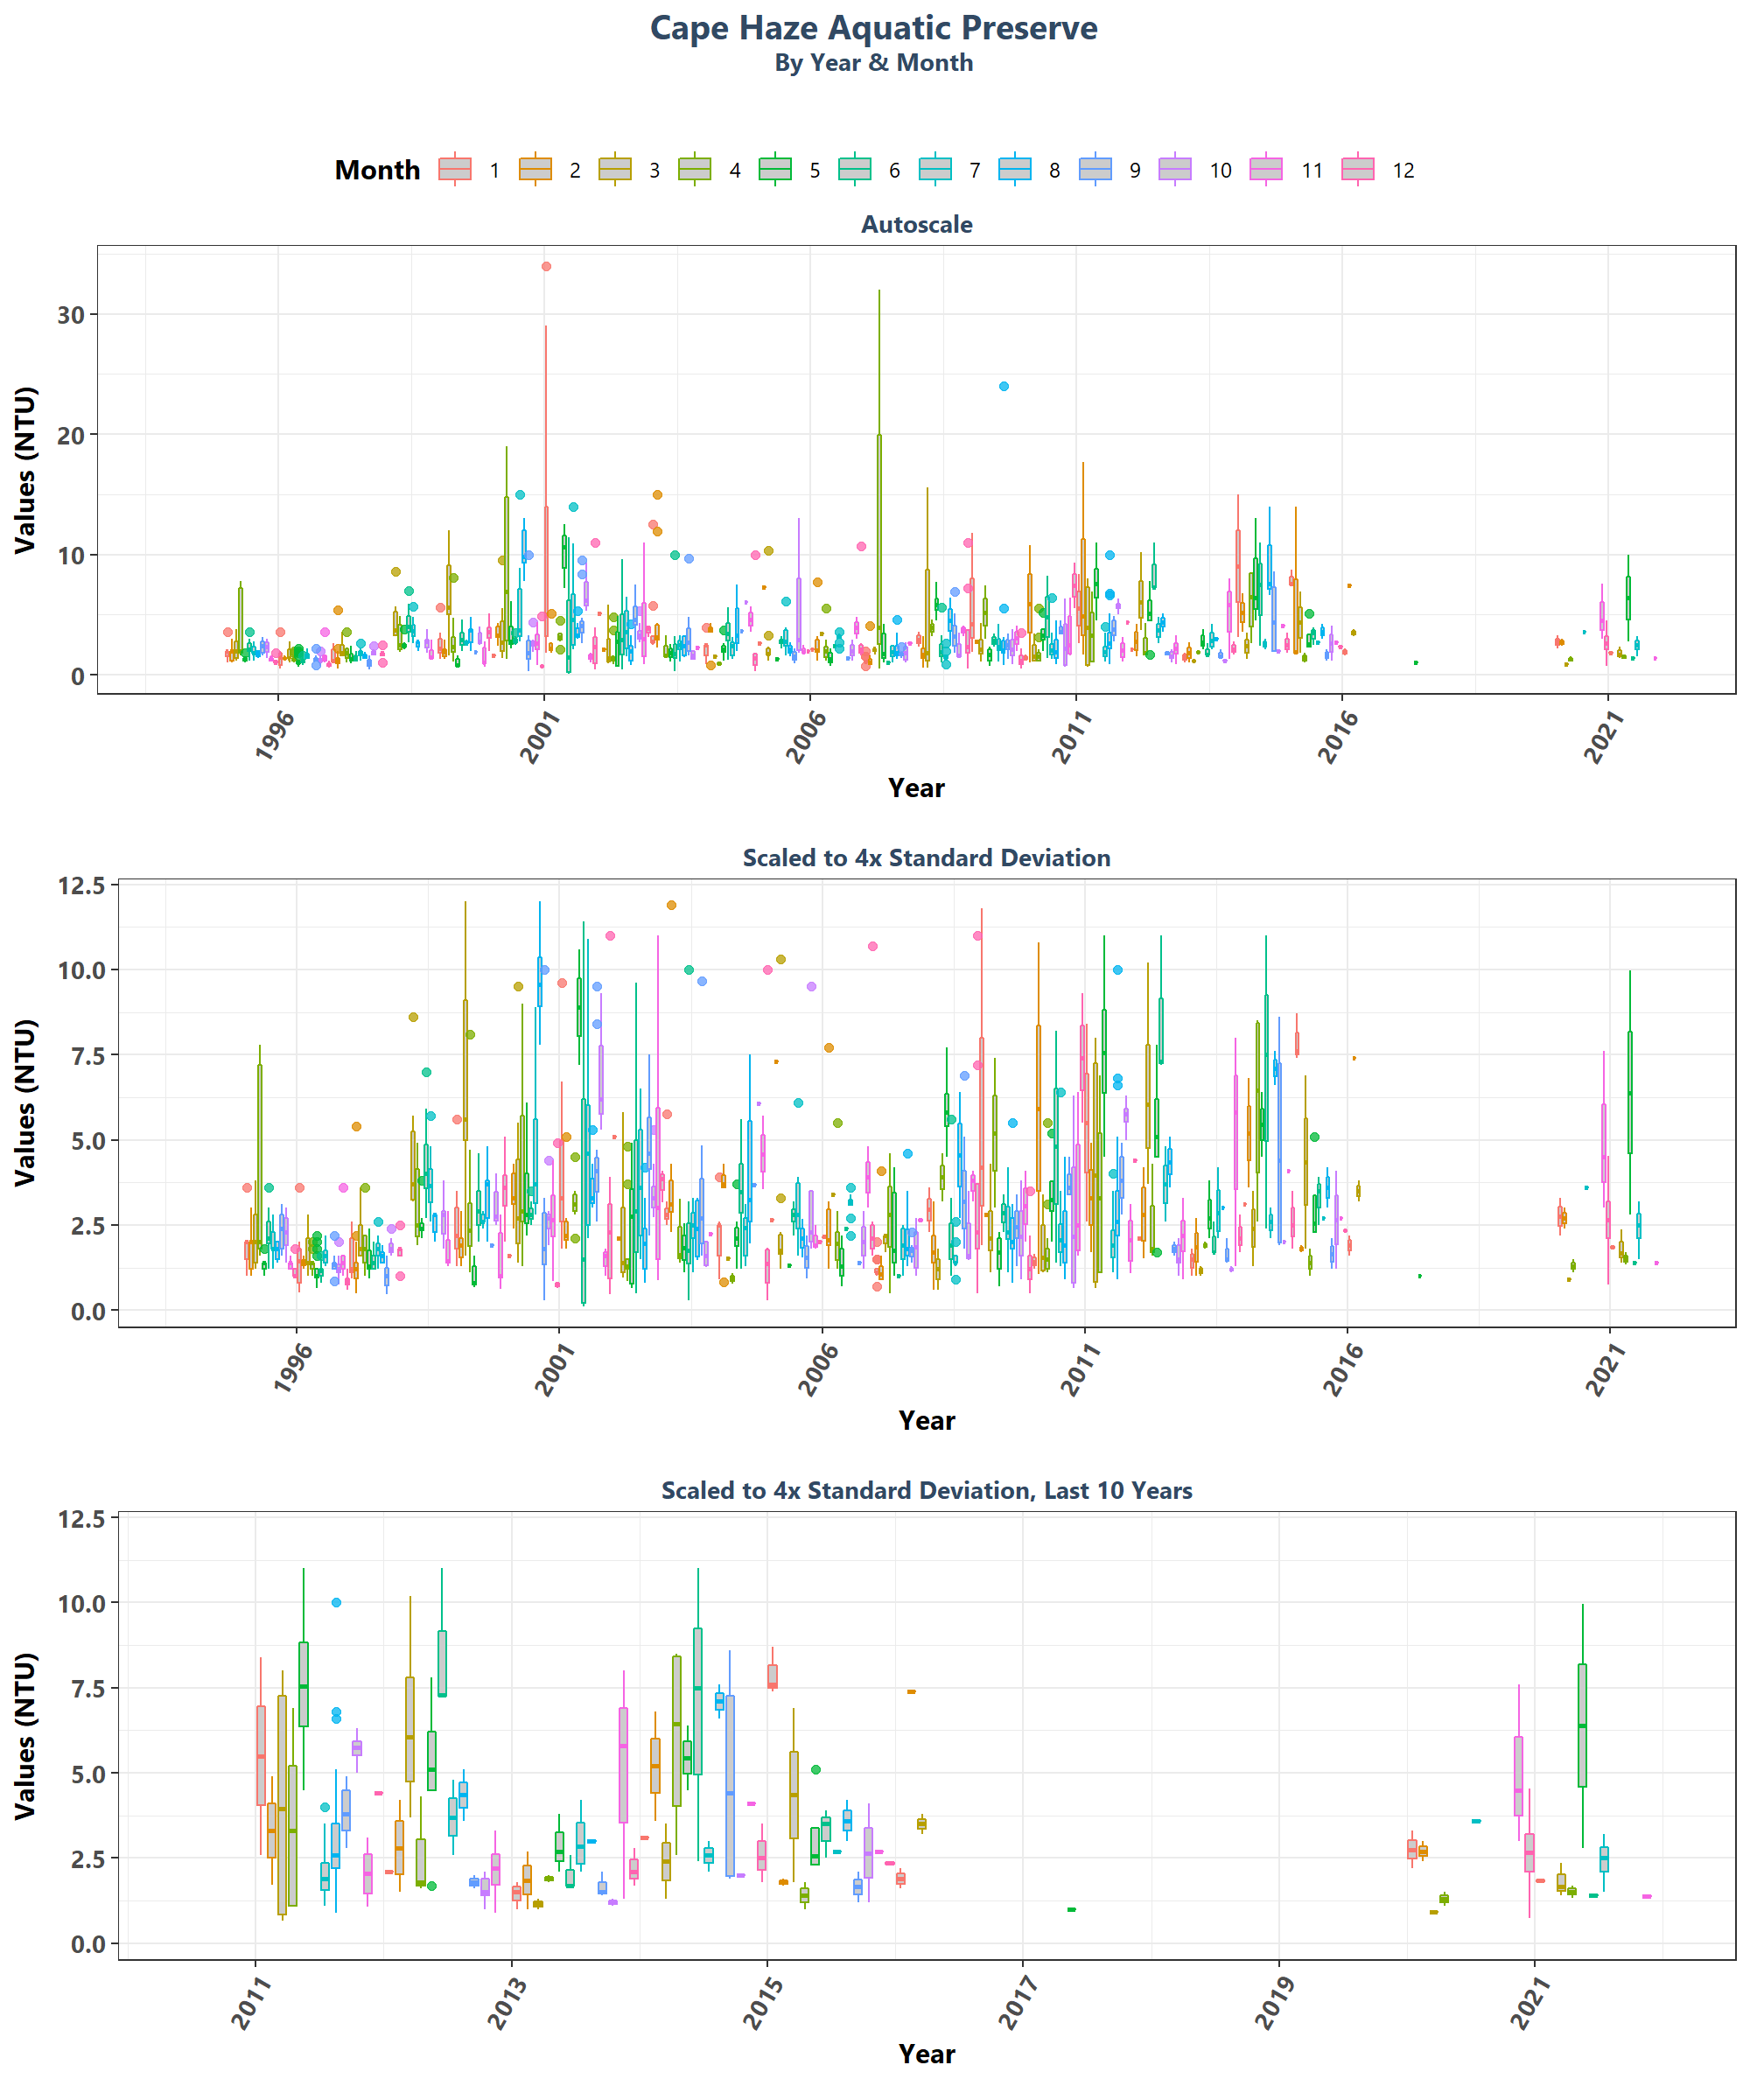 Cape Haze Aquatic Preserve
By Year & Month
Month 1 2 3 4 5 6 7 8 9 10 11 12
Autoscale
Values (NTU)
30
20
10
0
1996 2001 2006 2011 2016 2021
Year
Scaled to 4x Standard Deviation
Values (NTU)
12.5
10.0
7.5
5.0
2.5
0.0
1996 2001 2006 2011 2016 2021
Year
Scaled to 4x Standard Deviation, Last 10 Years
Values (NTU)
12.5
10.0
7.5
5.0
2.5
0.0
2011 2013 2015 2017 2019 2021
Year